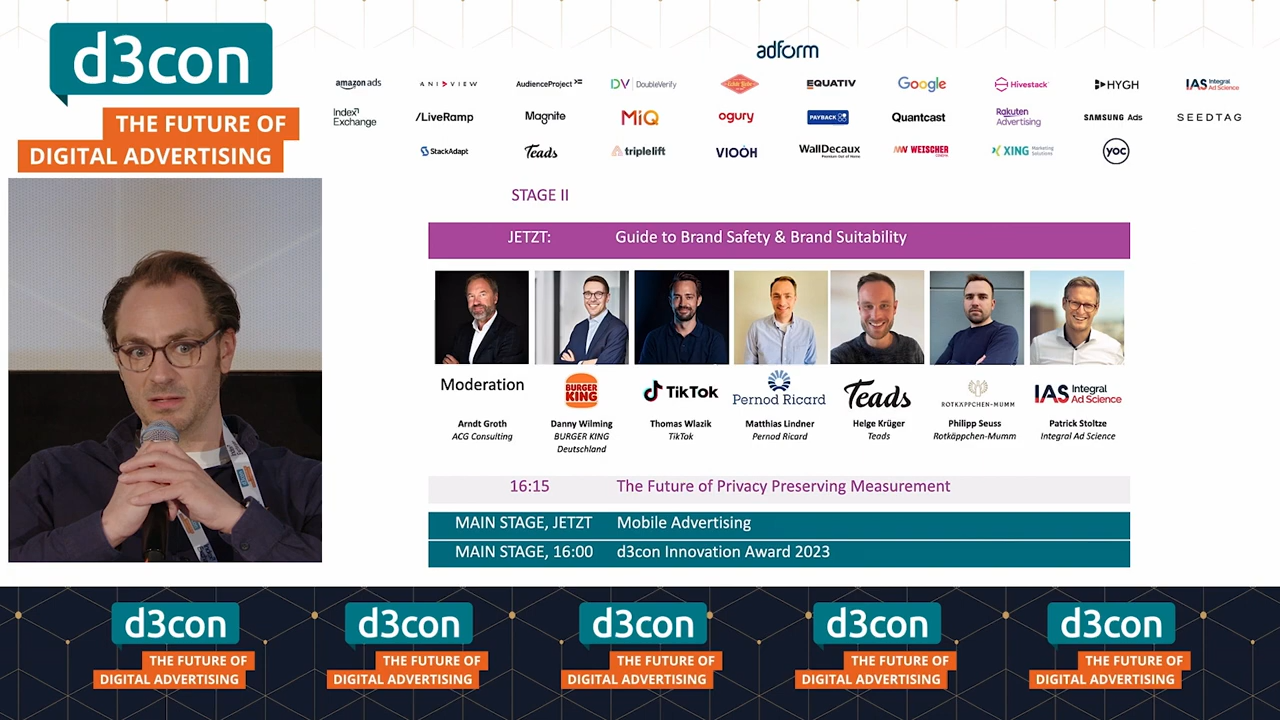 d3con
THE FUTURE OF
DIGITAL ADVERTISING
adform
amazon ads
ANIVIEW
AudienceProject
DV DoubleVerify
EQUATIV
Google
Hivestack
HYGH
IAS Integral Ad Science
Index Exchange
/LiveRamp
Magnite
MiQ
ogury
PAYBACK
Quantcast
Rakuten Advertising
SAMSUNG Ads
SEEDTAG
StackAdapt
Teads
triplelift
VIOOH
WallDecaux
Premium Out of Home
WEISCHER
XING Marketing Solutions
yoc
STAGE II
JETZT: Guide to Brand Safety & Brand Suitability
Moderation
BURGER KING
TikTok
Pernod Ricard
Teads
ROTKÄPPCHEN-MUMM
IAS Integral Ad Science
Arndt Groth
ACG Consulting
Danny Wilming
BURGER KING
Deutschland
Thomas Wlazik
TikTok
Matthias Lindner
Pernod Ricard
Helge Krüger
Teads
Philipp Seuss
Rotkäppchen-Mumm
Patrick Stoltze
Integral Ad Science
16:15 The Future of Privacy Preserving Measurement
MAIN STAGE, JETZT Mobile Advertising
MAIN STAGE, 16:00 d3con Innovation Award 2023
d3con
THE FUTURE OF
DIGITAL ADVERTISING
d3con
THE FUTURE OF
DIGITAL ADVERTISING
d3con
THE FUTURE OF
DIGITAL ADVERTISING
d3con
THE FUTURE OF
DIGITAL ADVERTISING
d3con
THE FUTURE OF
DIGITAL ADVERTISING